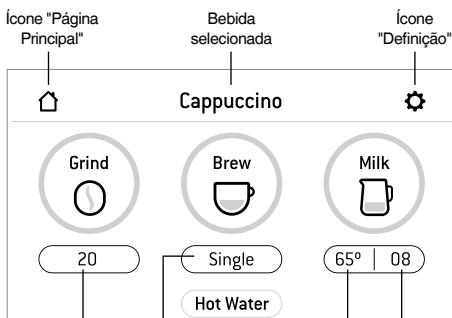 Ícone "Página
Principal"
Bebida
selecionada
Ícone
"Definição"
Cappuccino
Grind
Brew
Milk
20
Single
65º | 08
Hot Water